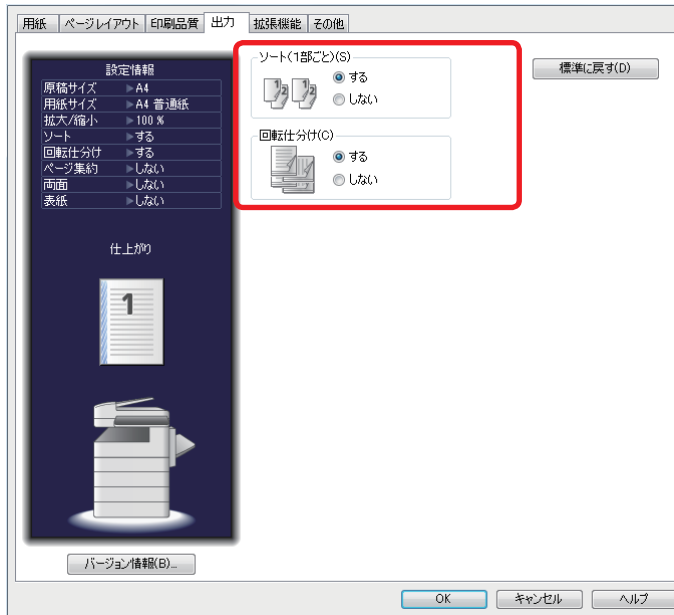 用紙 ページレイアウト 印刷品質 出力 拡張機能 その他
設定情報
原稿サイズ ▶A4
用紙サイズ ▶A4 普通紙
拡大/縮小 ▶100 %
ソート ▶する
回転仕分け ▶する
ページ集約 ▶しない
両面 ▶しない
表紙 ▶しない
仕上がり
1
バージョン情報(B)...
ソート(1部ごと)(S)
1 2 1 2
する
しない
回転仕分け(C)
する
しない
標準に戻す(D)
OK キャンセル ヘルプ